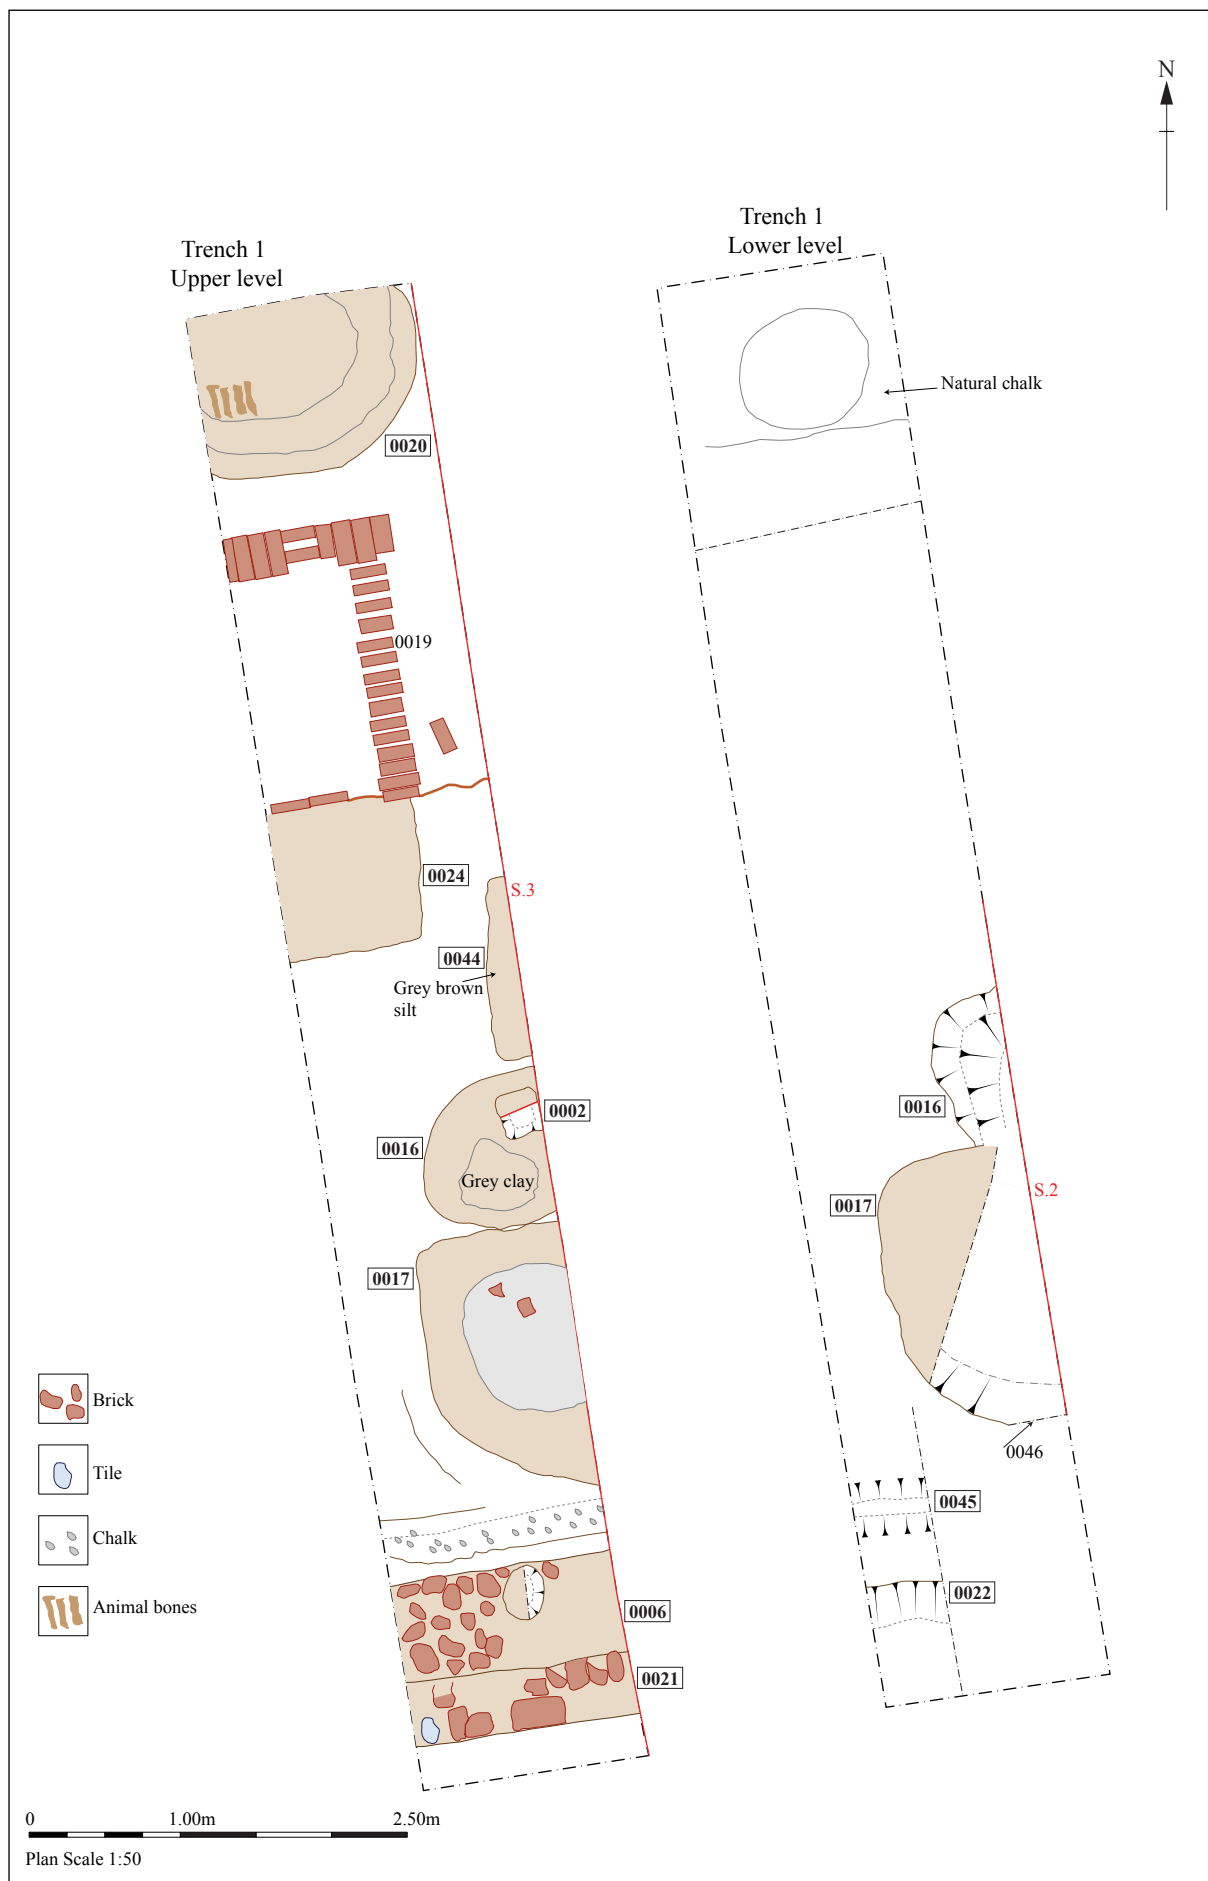 N
Trench 1
Upper level
Trench 1
Lower level
Natural chalk
0020
0019
0024
S.3
0044
Grey brown
silt
0002
0016
Grey clay
0017
0016
0017
S.2
0046
0045
0022
0006
0021
Brick
Tile
Chalk
Animal bones
0 1.00m 2.50m
Plan Scale 1:50